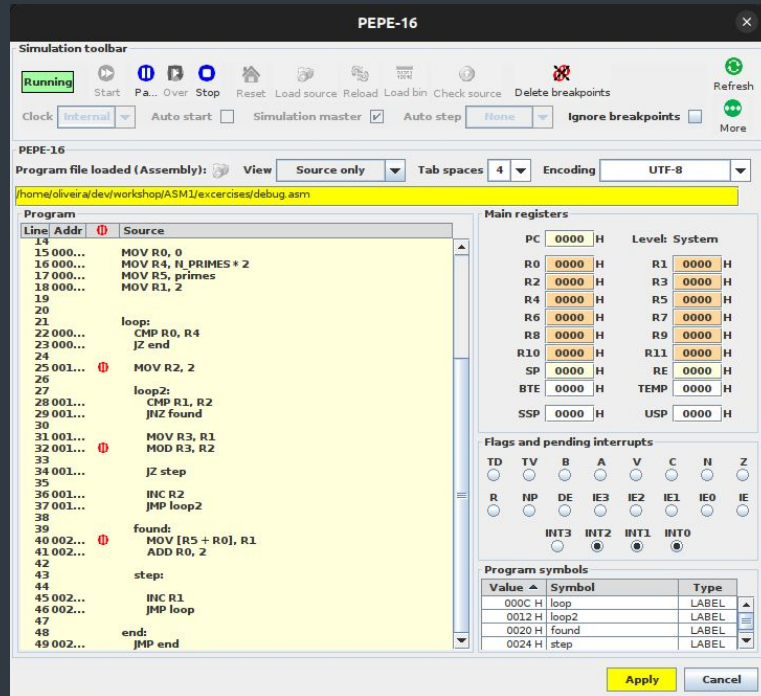 PEPE-16
Simulation toolbar
Running
Start Pa... Over Stop Reset Load source Reload Load bin Check source Delete breakpoints Refresh
Clock Internal Auto start Simulation master Auto step None Ignore breakpoints More
PEPE-16
Program file loaded (Assembly): View Source only Tab spaces 4 Encoding UTF-8
/home/oliveira/dev/workshop/ASM1/excercises/debug.asm
Program
Line Addr Source
14
15 000... MOV R0, 0
16 000... MOV R4, N_PRIMES * 2
17 000... MOV R5, primes
18 000... MOV R1, 2
19
20
21 loop:
22 000... CMP R0, R4
23 000... JZ end
24
25 001... MOV R2, 2
26
27 loop2:
28 001... CMP R1, R2
29 001... JNZ found
30
31 001... MOV R3, R1
32 001... MOD R3, R2
33
34 001... JZ step
35
36 001... INC R2
37 001... JMP loop2
38
39 found:
40 002... MOV [R5 + R0], R1
41 002... ADD R0, 2
42
43 step:
44
45 002... INC R1
46 002... JMP loop
47
48 end:
49 002... JMP end
Main registers
PC 0000 H Level: System
R0 0000 H R1 0000 H
R2 0000 H R3 0000 H
R4 0000 H R5 0000 H
R6 0000 H R7 0000 H
R8 0000 H R9 0000 H
R10 0000 H R11 0000 H
SP 0000 H RE 0000 H
BTE 0000 H TEMP 0000 H
SSP 0000 H USP 0000 H
Flags and pending interrupts
TD TV B A V C N Z
R NP DE IE3 IE2 IE1 IE0 IE
INT3 INT2 INT1 INT0
Program symbols
Value Symbol Type
000C H loop LABEL
0012 H loop2 LABEL
0020 H found LABEL
0024 H step LABEL
Apply Cancel